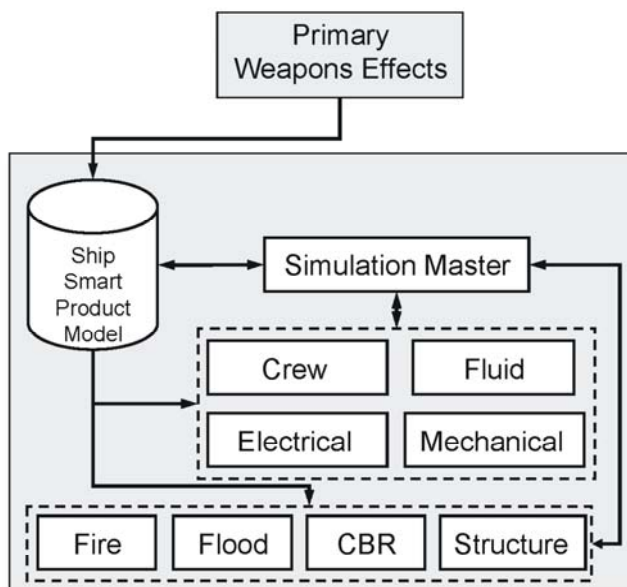 Primary
Weapons Effects
Ship
Smart
Product
Model
Simulation Master
Crew
Fluid
Electrical
Mechanical
Fire
Flood
CBR
Structure